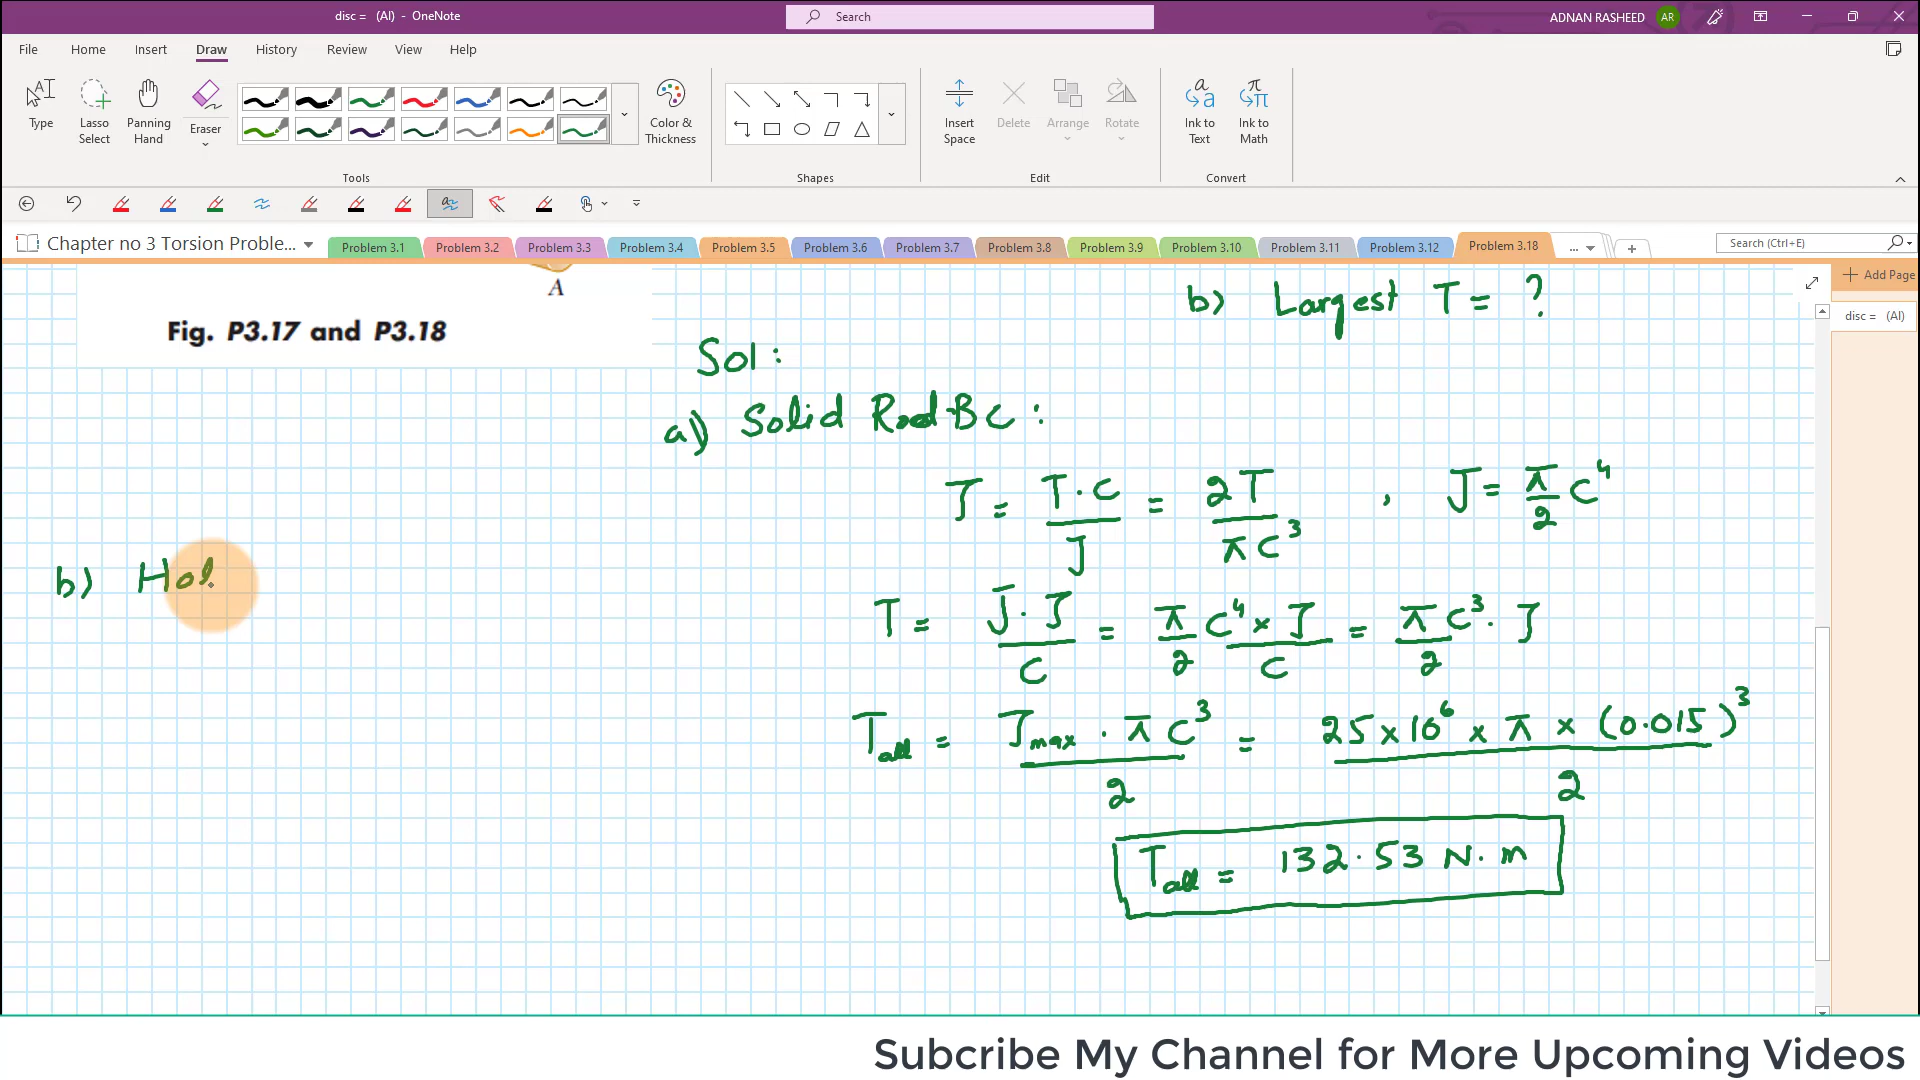 disc = (Al) - OneNote
Search
ADNAN RASHEED
AR
File Home Insert Draw History Review View Help
Type
Lasso Select
Panning Hand
Eraser
Color & Thickness
Insert Space
Delete
Arrange
Rotate
Ink to Text
Ink to Math
Tools
Shapes
Edit
Convert
Chapter no 3 Torsion Proble...
Problem 3.1 Problem 3.2 Problem 3.3 Problem 3.4 Problem 3.5 Problem 3.6 Problem 3.7 Problem 3.8 Problem 3.9 Problem 3.10 Problem 3.11 Problem 3.12 Problem 3.18 ...
Search (Ctrl+E)
Add Page
disc = (Al)
A
Fig. P3.17 and P3.18
b) Largest T = ?
Sol:
a) Solid Rod BC:
τ = T·C / J = 2T / πC³ , J = π/2 C⁴
T = J·τ / C = π/2 C⁴ × τ / C = π/2 C³·τ
T all = τmax · πC³ / 2 = 25×10⁶ × π × (0.015)³ / 2
T all = 132.53 N.m
b) Hol
Subcribe My Channel for More Upcoming Videos